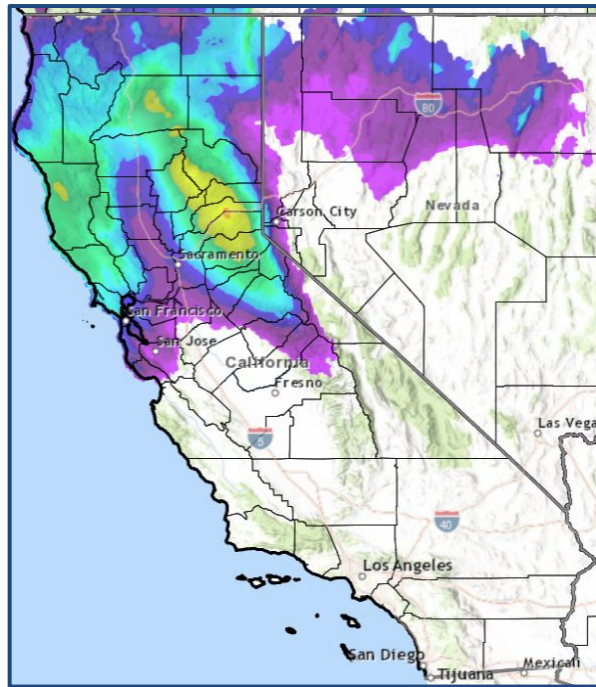 80
Carson City
Nevada
Sacramento
San Francisco
San Jose
California
Fresno
5
Las Vega
40
Los Angeles
San Diego
Tijuana
Mexicali